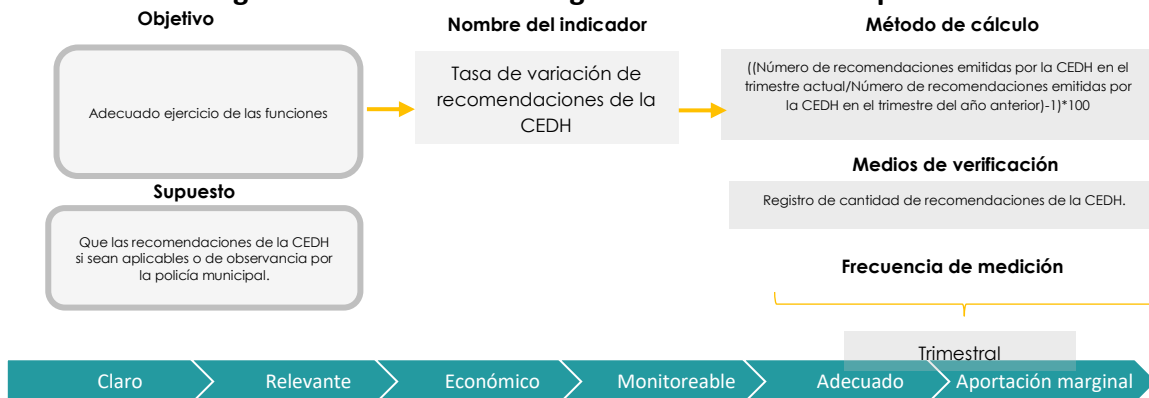 Objetivo
Nombre del indicador
Método de cálculo
Adecuado ejercicio de las funciones
Tasa de variación de
recomendaciones de la
CEDH
((Número de recomendaciones emitidas por la CEDH en el
trimestre actual/Número de recomendaciones emitidas por
la CEDH en el trimestre del año anterior)-1)*100
Supuesto
Medios de verificación
Que las recomendaciones de la CEDH
si sean aplicables o de observancia por
la policía municipal.
Registro de cantidad de recomendaciones de la CEDH.
Frecuencia de medición
Trimestral
Claro
Relevante
Económico
Monitoreable
Adecuado
Aportación marginal